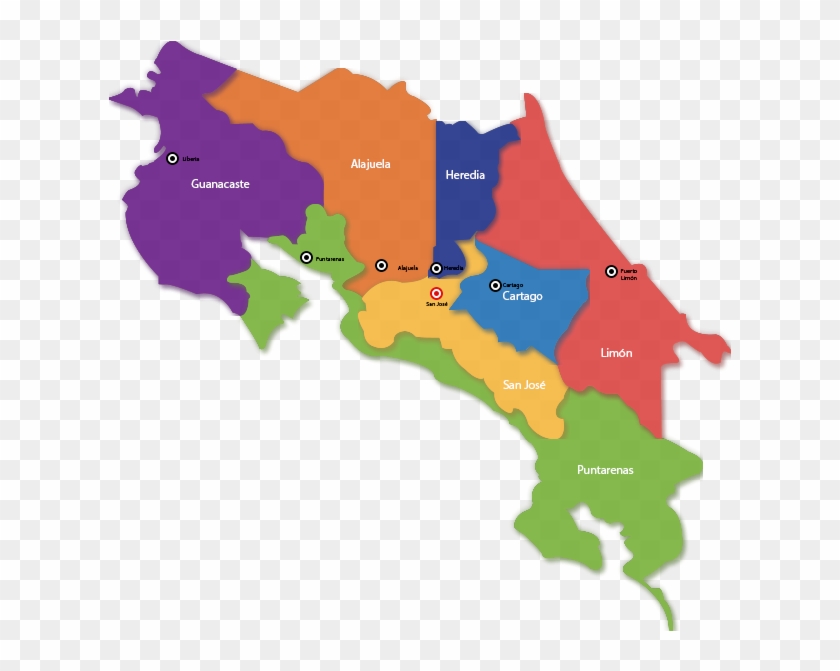 Liberia
Guanacaste
Alajuela
Heredia
Puntarenas
Alajuela
Heredia
San José
Cartago
Cartago
Puerto
Limón
Limón
San José
Puntarenas